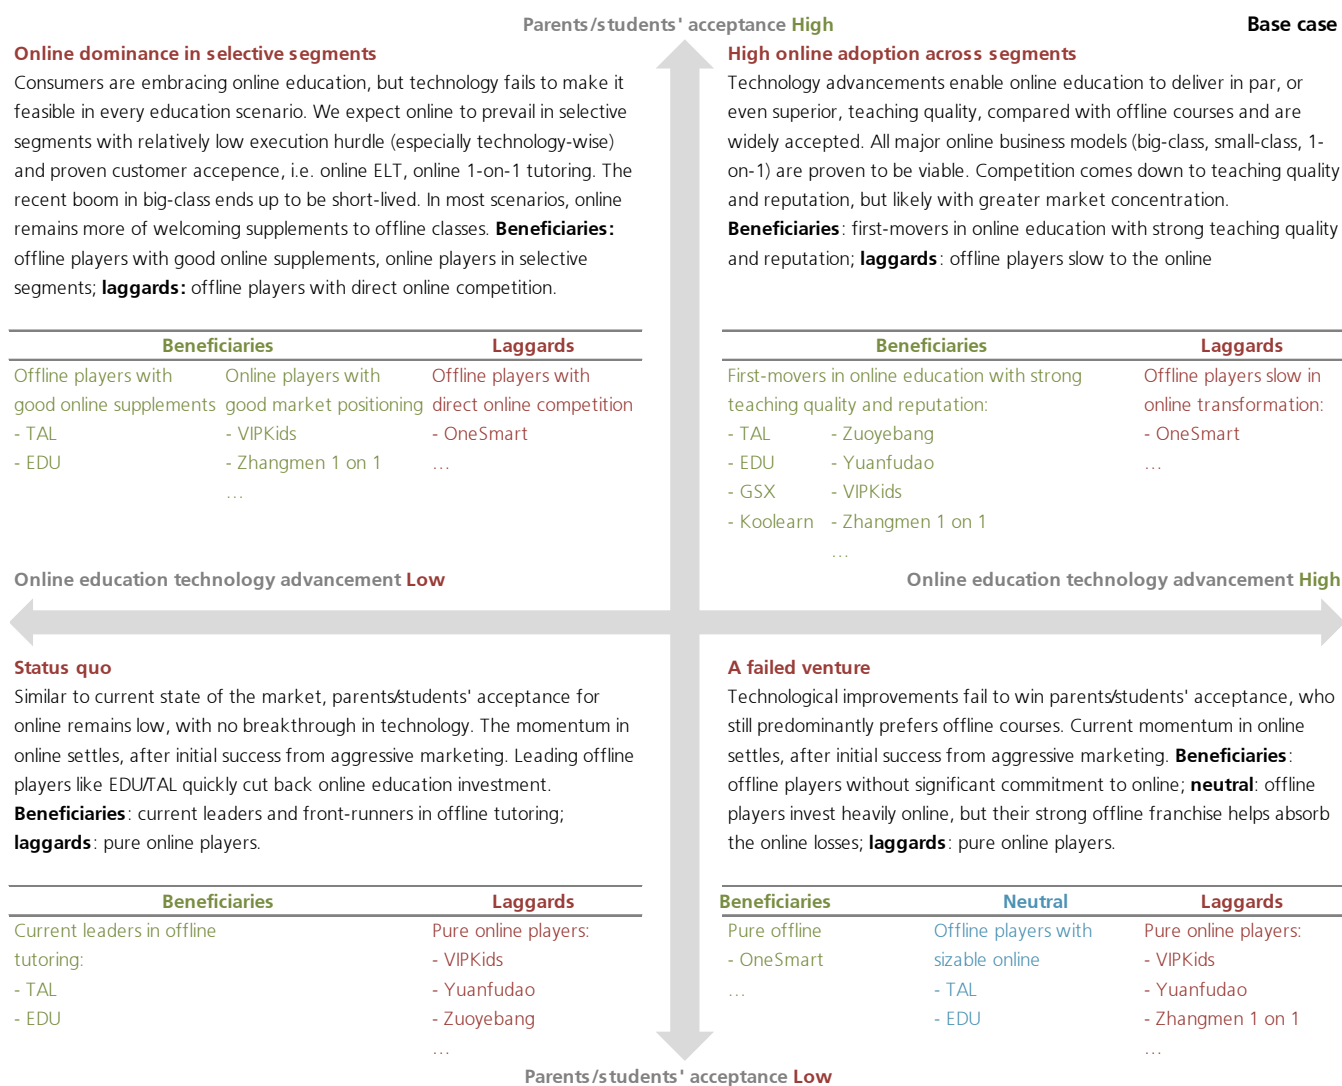 Parents/students' acceptance High
Base case
Online dominance in selective segments
Consumers are embracing online education, but technology fails to make it
feasible in every education scenario. We expect online to prevail in selective
segments with relatively low execution hurdle (especially technology-wise)
and proven customer accepence, i.e. online ELT, online 1-on-1 tutoring. The
recent boom in big-class ends up to be short-lived. In most scenarios, online
remains more of welcoming supplements to offline classes. Beneficiaries:
offline players with good online supplements, online players in selective
segments; laggards: offline players with direct online competition.
Beneficiaries Laggards
Offline players with Online players with Offline players with
good online supplements good market positioning direct online competition
- TAL - VIPKids - OneSmart
- EDU - Zhangmen 1 on 1 …
…
High online adoption across segments
Technology advancements enable online education to deliver in par, or
even superior, teaching quality, compared with offline courses and are
widely accepted. All major online business models (big-class, small-class, 1-
on-1) are proven to be viable. Competition comes down to teaching quality
and reputation, but likely with greater market concentration.
Beneficiaries: first-movers in online education with strong teaching quality
and reputation; laggards: offline players slow to the online
Beneficiaries Laggards
First-movers in online education with strong Offline players slow in
teaching quality and reputation: online transformation:
- TAL - Zuoyebang - OneSmart
- EDU - Yuanfudao …
- GSX - VIPKids
- Koolearn - Zhangmen 1 on 1
…
Online education technology advancement Low
Online education technology advancement High
Status quo
Similar to current state of the market, parents/students' acceptance for
online remains low, with no breakthrough in technology. The momentum in
online settles, after initial success from aggressive marketing. Leading offline
players like EDU/TAL quickly cut back online education investment.
Beneficiaries: current leaders and front-runners in offline tutoring;
laggards: pure online players.
Beneficiaries Laggards
Current leaders in offline Pure online players:
tutoring: - VIPKids
- TAL - Yuanfudao
- EDU - Zuoyebang
…
A failed venture
Technological improvements fail to win parents/students' acceptance, who
still predominantly prefers offline courses. Current momentum in online
settles, after initial success from aggressive marketing. Beneficiaries:
offline players without significant commitment to online; neutral: offline
players invest heavily online, but their strong offline franchise helps absorb
the online losses; laggards: pure online players.
Beneficiaries Neutral Laggards
Pure offline Offline players with Pure online players:
- OneSmart sizable online - VIPKids
… - TAL - Yuanfudao
- EDU - Zhangmen 1 on 1
…
Parents/students' acceptance Low